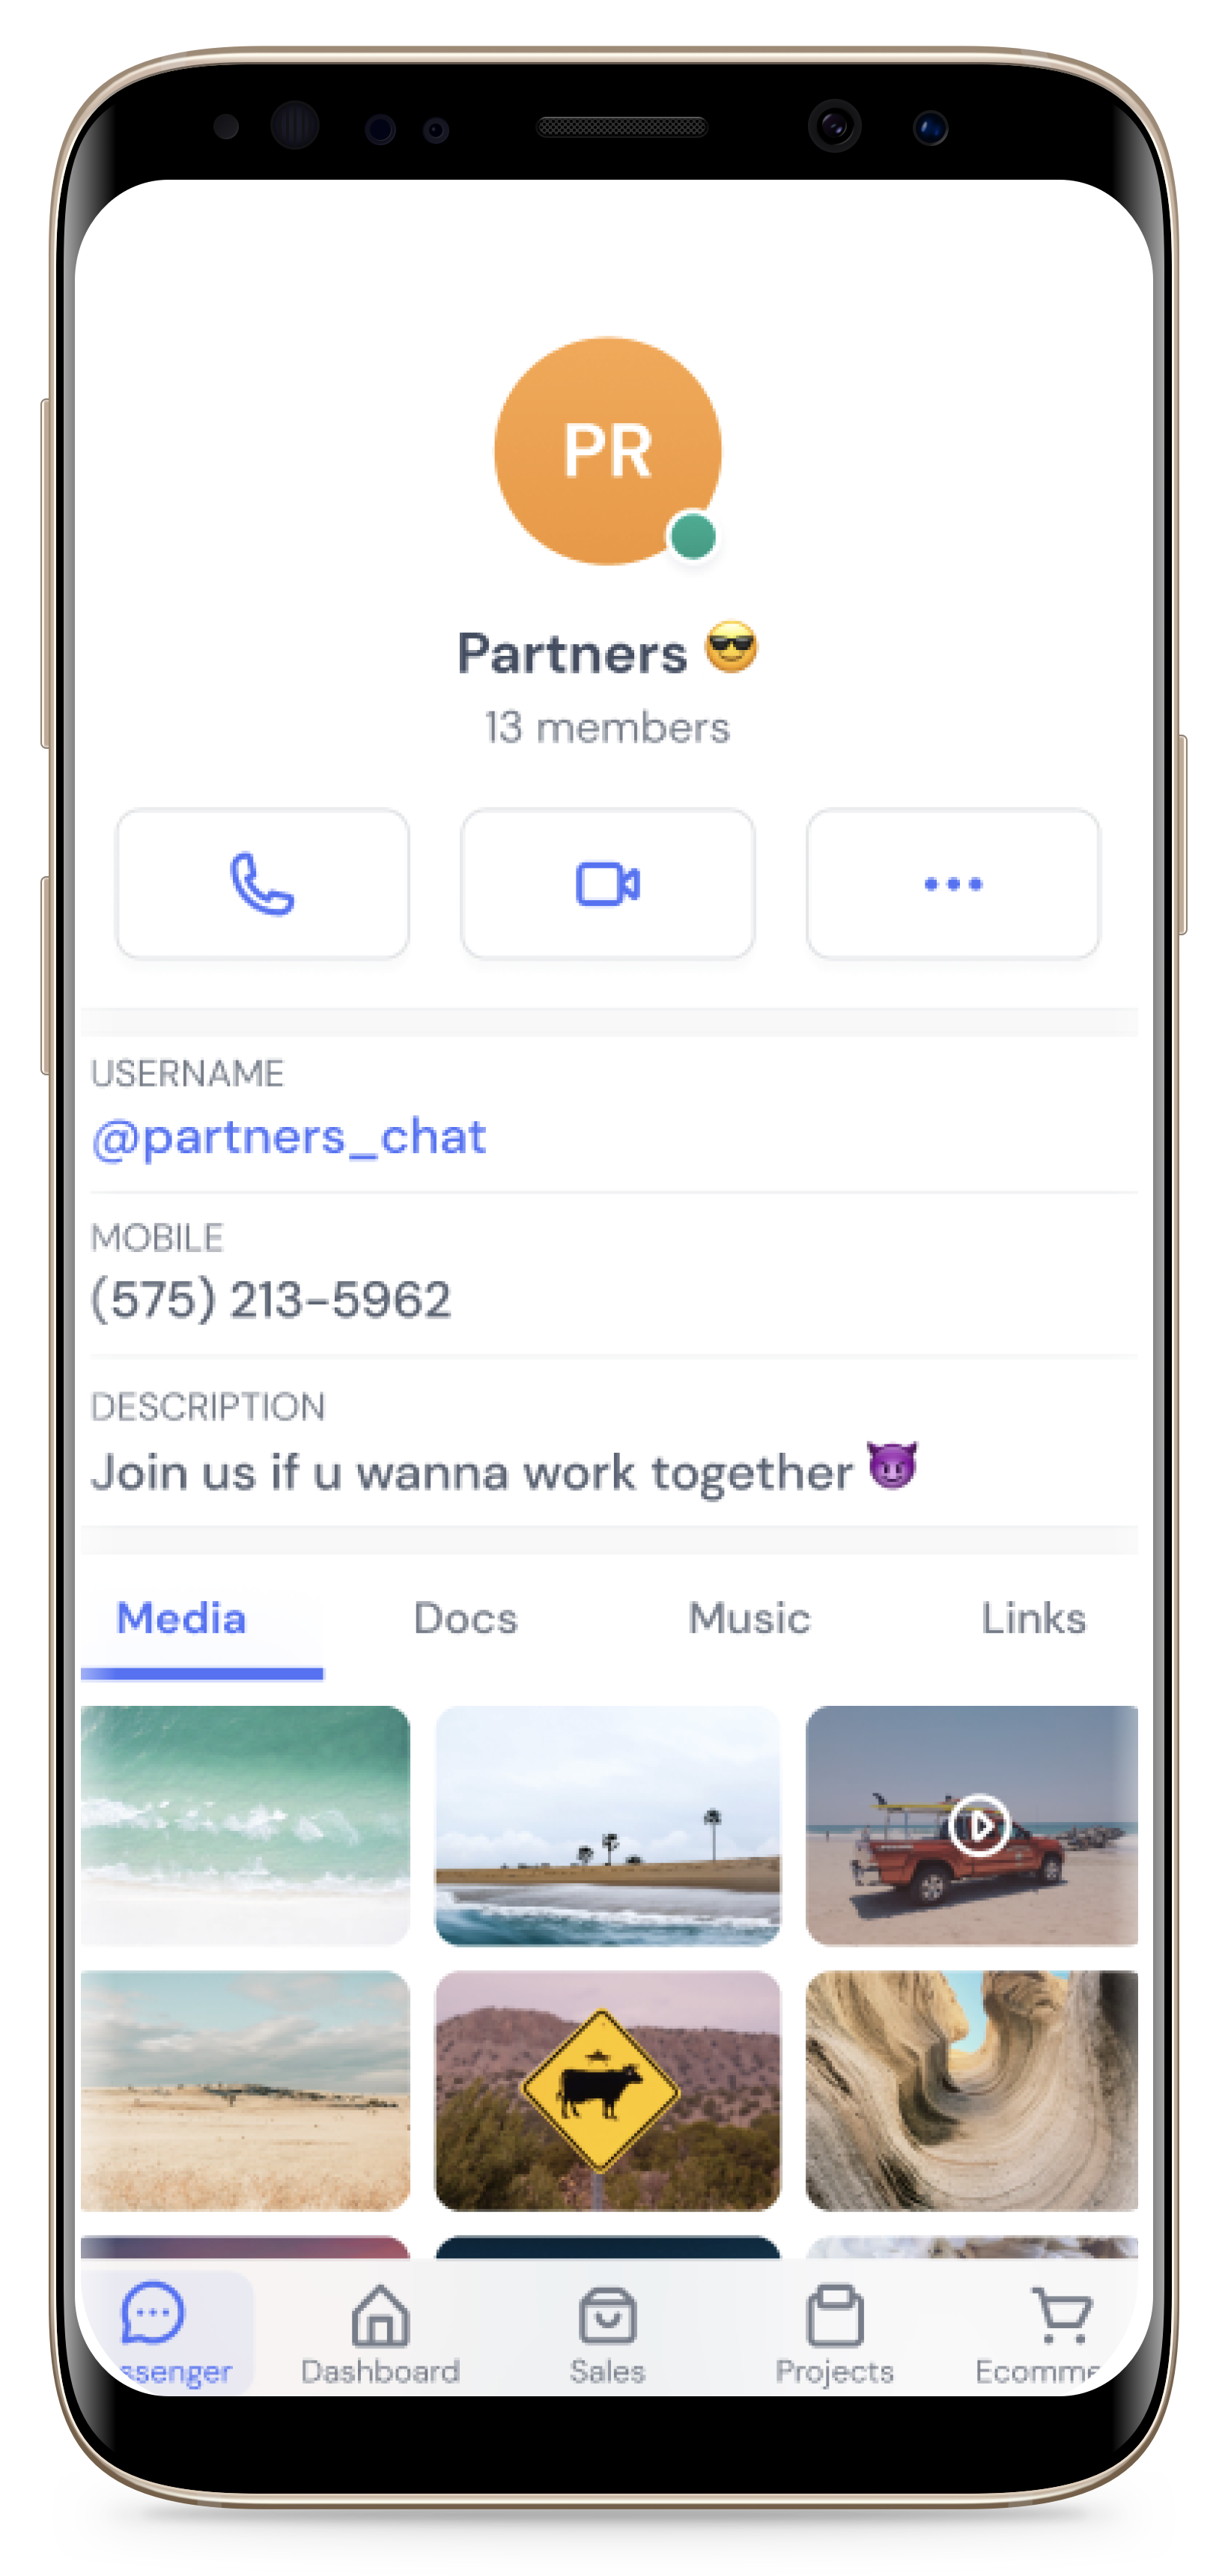 PR
Partners 😎
13 members
USERNAME
@partners_chat
MOBILE
(575) 213-5962
DESCRIPTION
Join us if u wanna work together 😈
Media Docs Music Links
ssenger Dashboard Sales Projects Ecomme